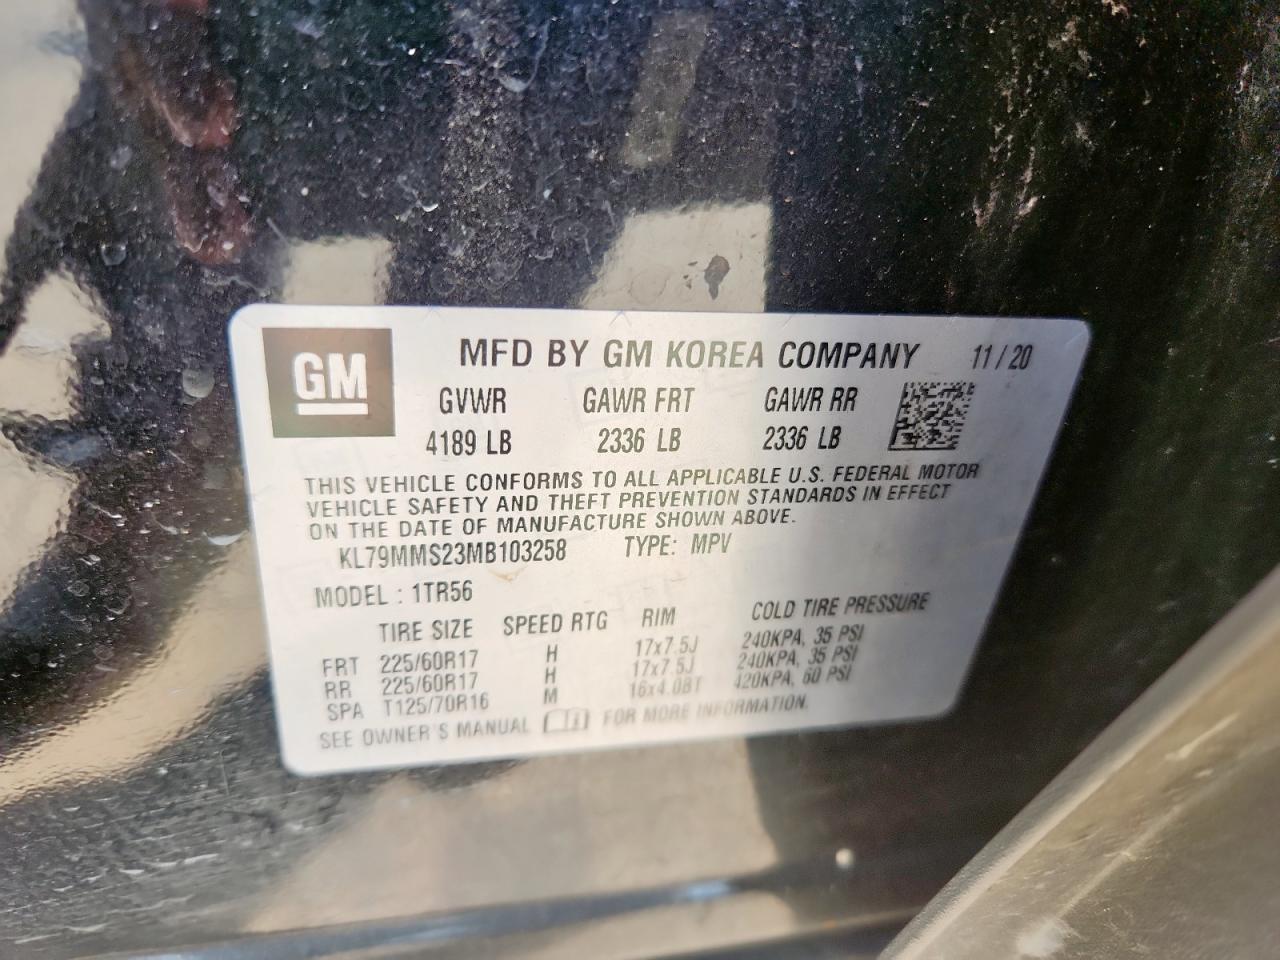 GM
MFD BY GM KOREA COMPANY 11/20
GVWR GAWR FRT GAWR RR
4189 LB 2336 LB 2336 LB
THIS VEHICLE CONFORMS TO ALL APPLICABLE U.S. FEDERAL MOTOR
VEHICLE SAFETY AND THEFT PREVENTION STANDARDS IN EFFECT
ON THE DATE OF MANUFACTURE SHOWN ABOVE.
KL79MMS23MB103258 TYPE: MPV
MODEL : 1TR56
TIRE SIZE SPEED RTG RIM COLD TIRE PRESSURE
FRT 225/60R17 H 17x7.5J 240KPA, 35 PSI
RR 225/60R17 H 17x7.5J 240KPA, 35 PSI
SPA T125/70R16 M 16x4.0BT 420KPA, 60 PSI
SEE OWNER'S MANUAL FOR MORE INFORMATION.